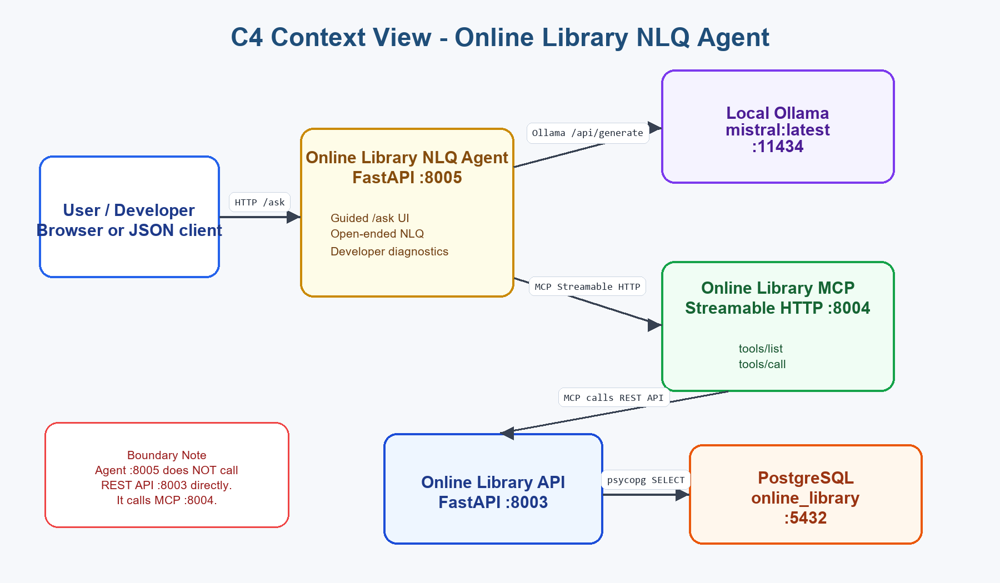 C4 Context View - Online Library NLQ Agent
Local Ollama
mistral:latest
:11434
Ollama /api/generate
Online Library NLQ Agent
FastAPI :8005
Guided /ask UI
Open-ended NLQ
Developer diagnostics
User / Developer
Browser or JSON client
HTTP /ask
MCP Streamable HTTP
Online Library MCP
Streamable HTTP :8004
tools/list
tools/call
MCP calls REST API
Boundary Note
Agent :8005 does NOT call
REST API :8003 directly.
It calls MCP :8004.
Online Library API
FastAPI :8003
psycopg SELECT
PostgreSQL
online_library
:5432